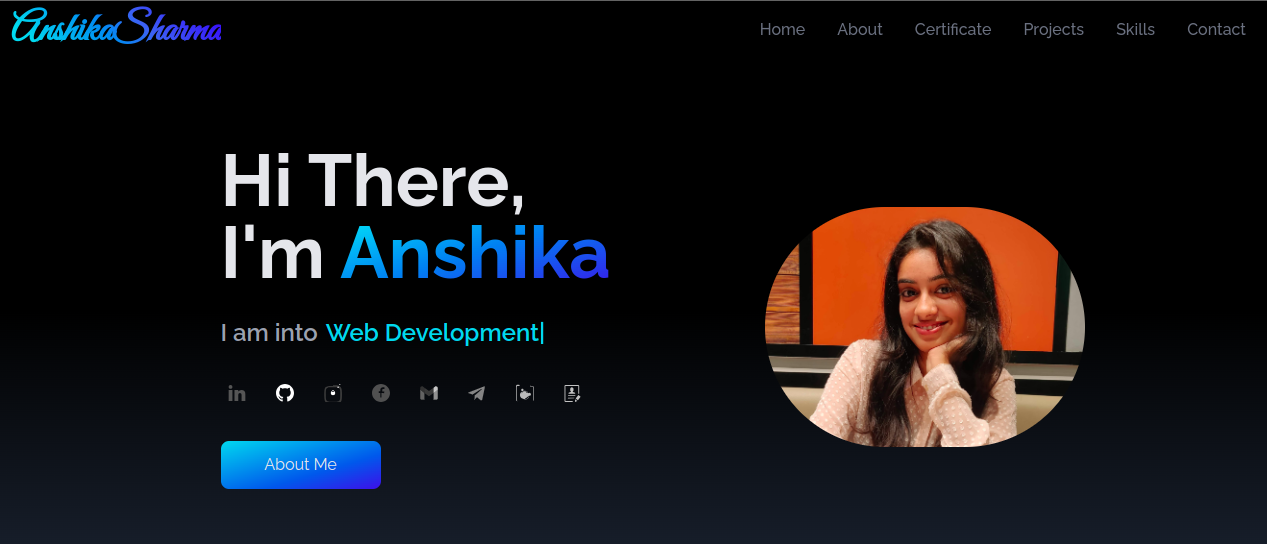 AnshikaSharma
Home About Certificate Projects Skills Contact
Hi There,
I'm Anshika
I am into Web Development|
About Me